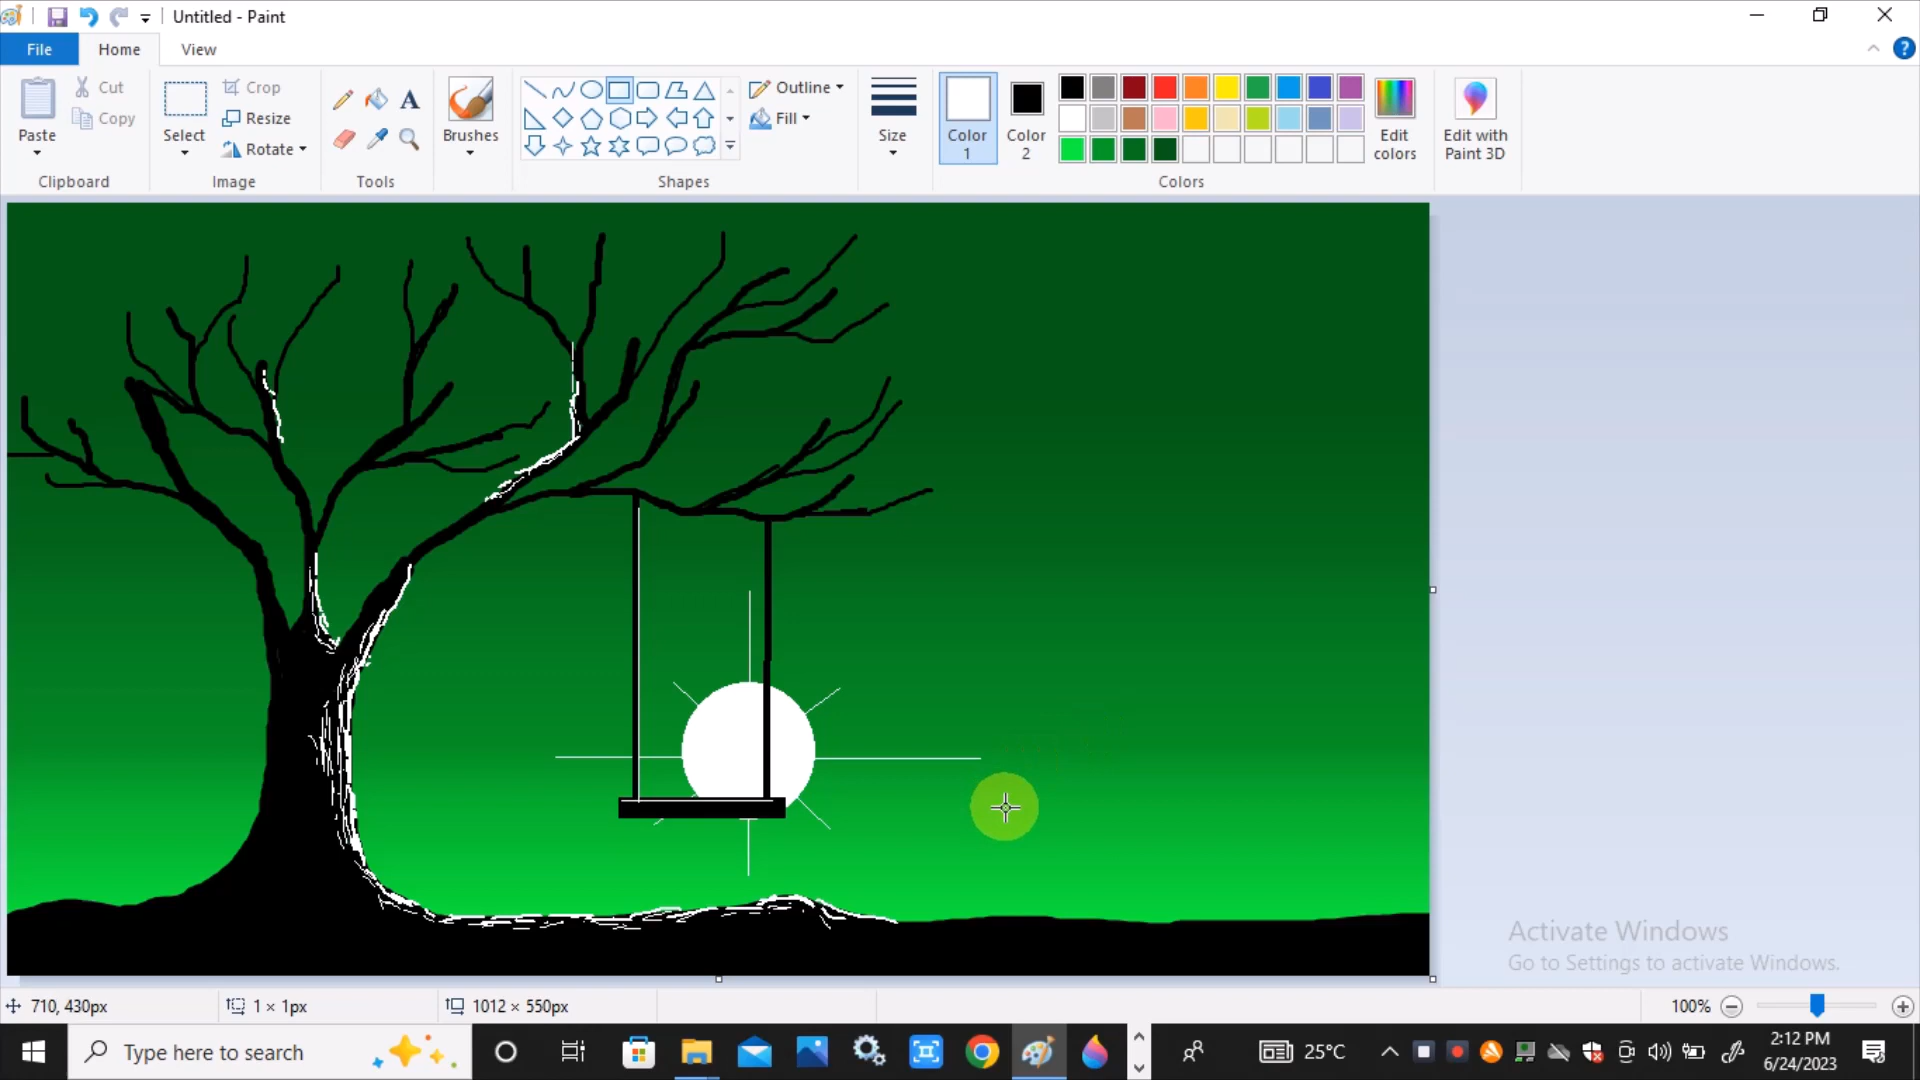 Untitled - Paint
File Home View
Paste
Cut
Copy
Clipboard
Select
Crop
Resize
Rotate
Image
Tools
Brushes
Shapes
Outline
Fill
Size
Color 1
Color 2
Colors
Edit colors
Edit with Paint 3D
Activate Windows
Go to Settings to activate Windows.
710, 430px
1 × 1px
1012 × 550px
100%
Type here to search
25°C
2:12 PM
6/24/2023